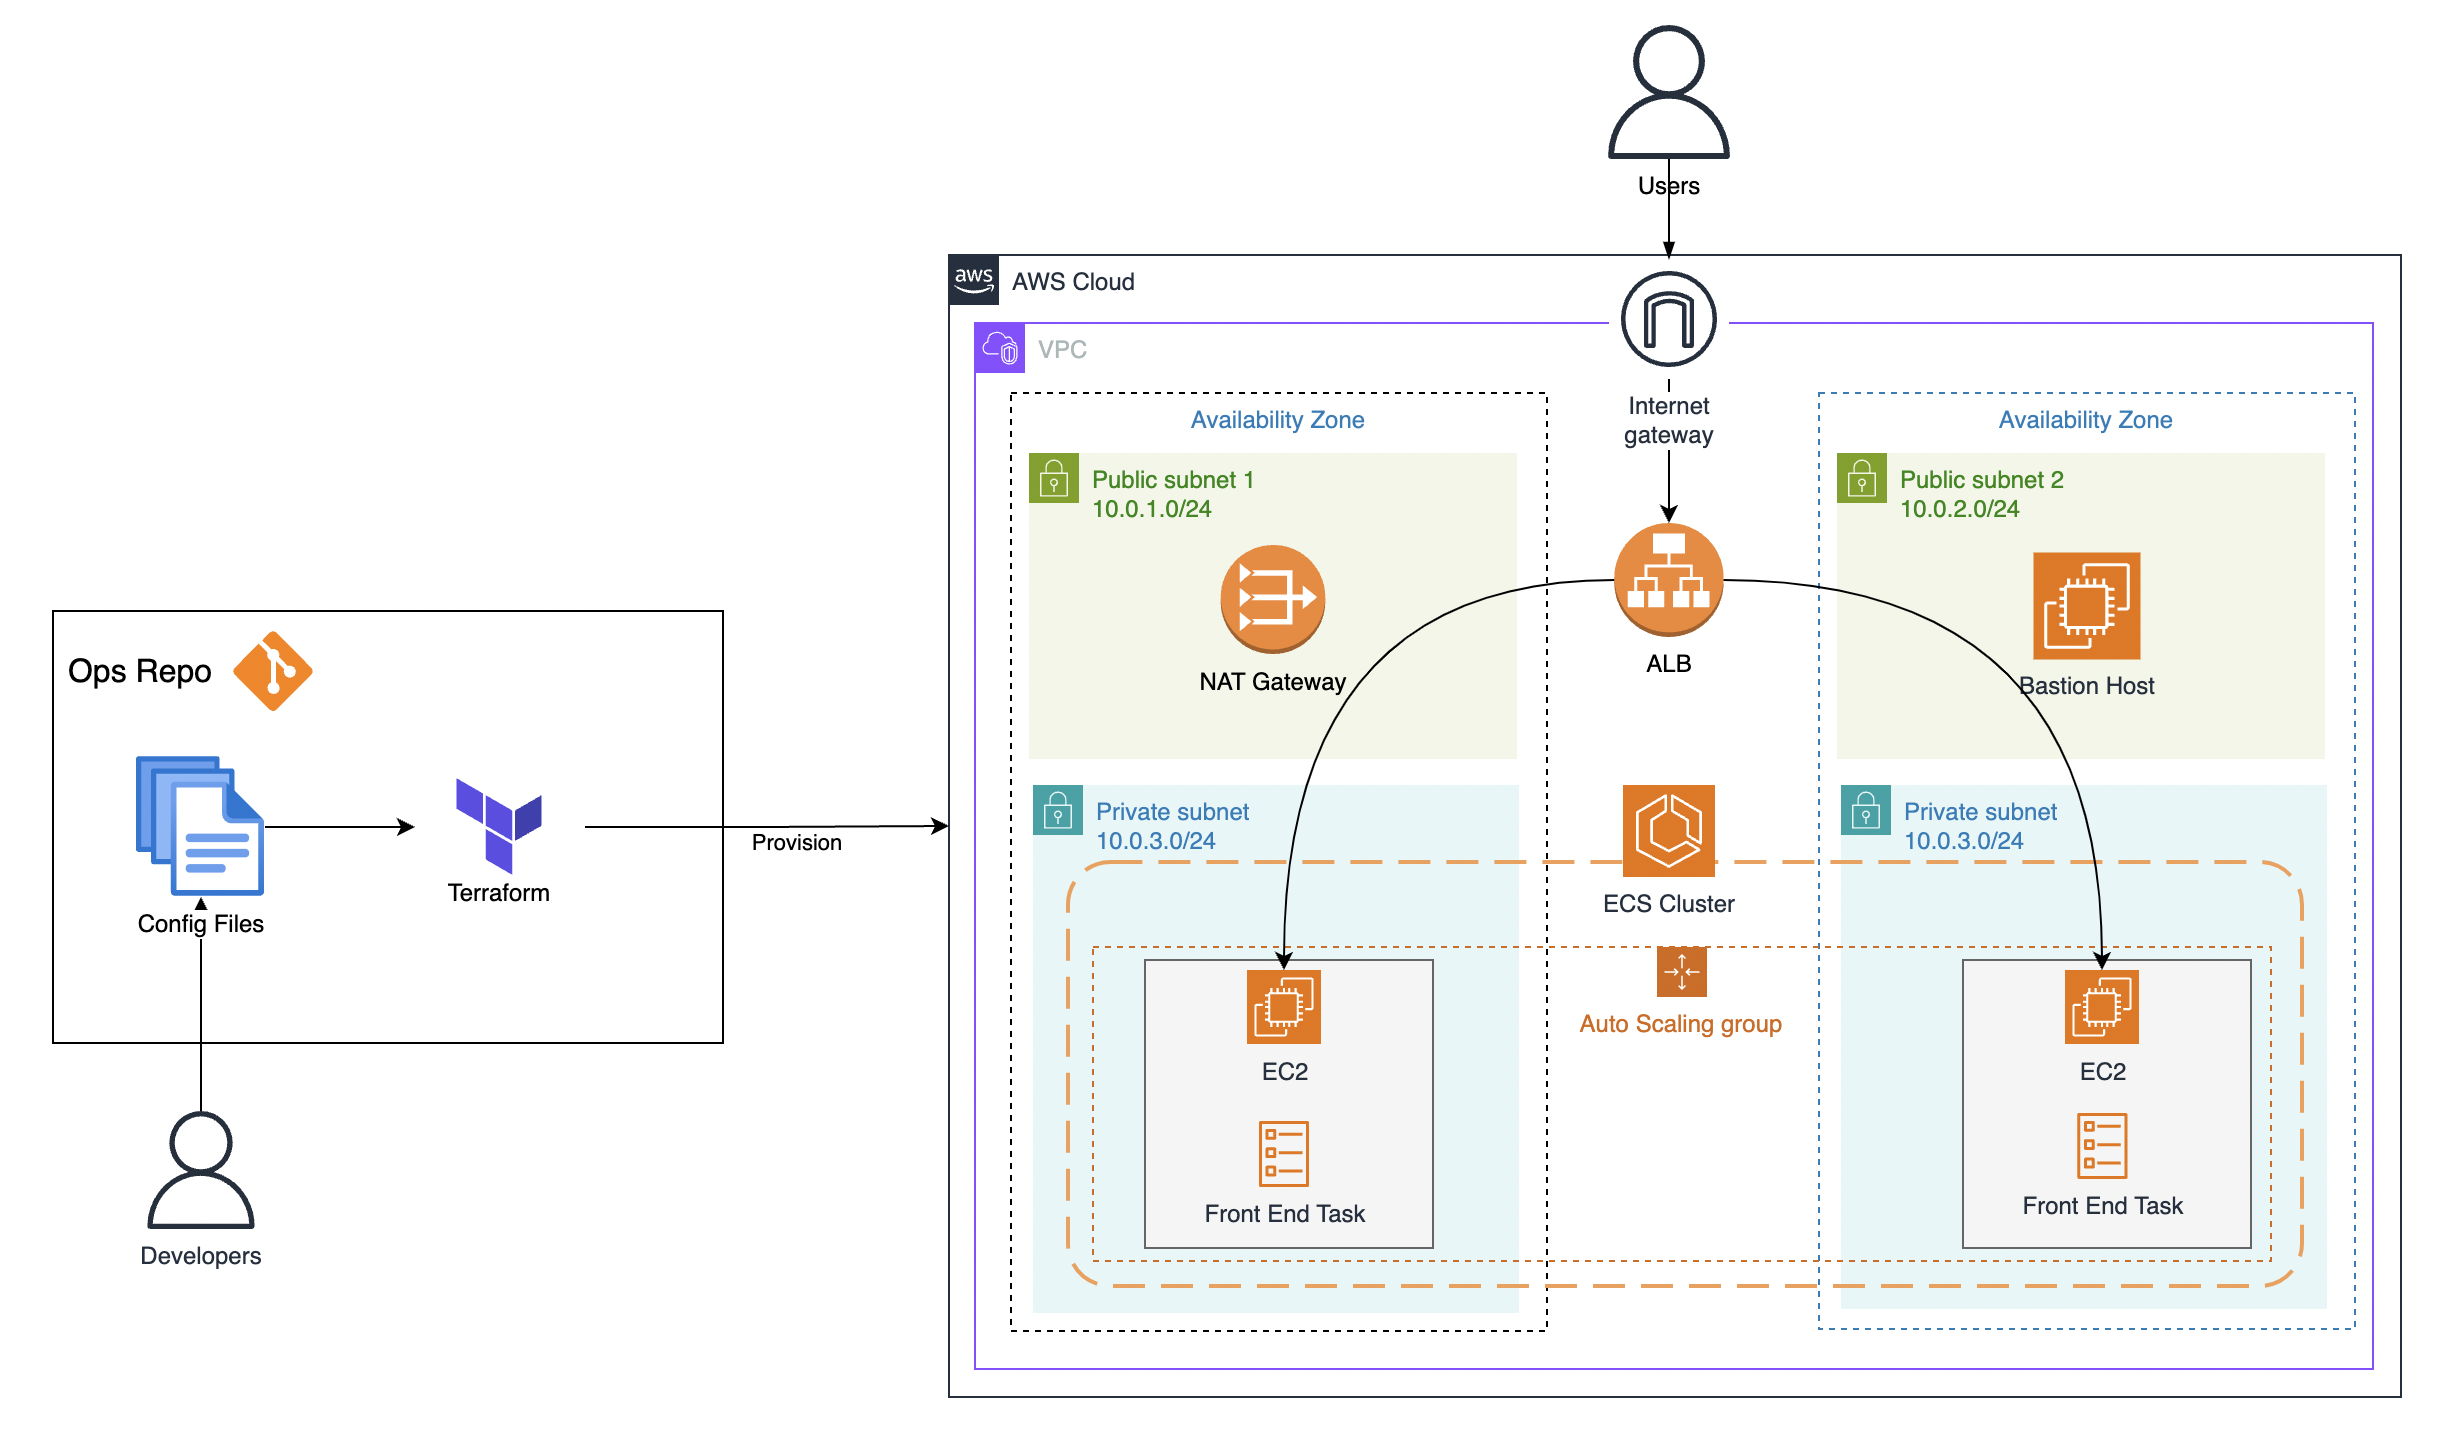 Users
aws
AWS Cloud
VPC
Internet
gateway
Availability Zone
Availability Zone
Public subnet 1
10.0.1.0/24
Public subnet 2
10.0.2.0/24
NAT Gateway
ALB
Bastion Host
Ops Repo
Config Files
Terraform
Provision
Developers
Private subnet
10.0.3.0/24
Private subnet
10.0.3.0/24
ECS Cluster
Auto Scaling group
EC2
Front End Task
EC2
Front End Task